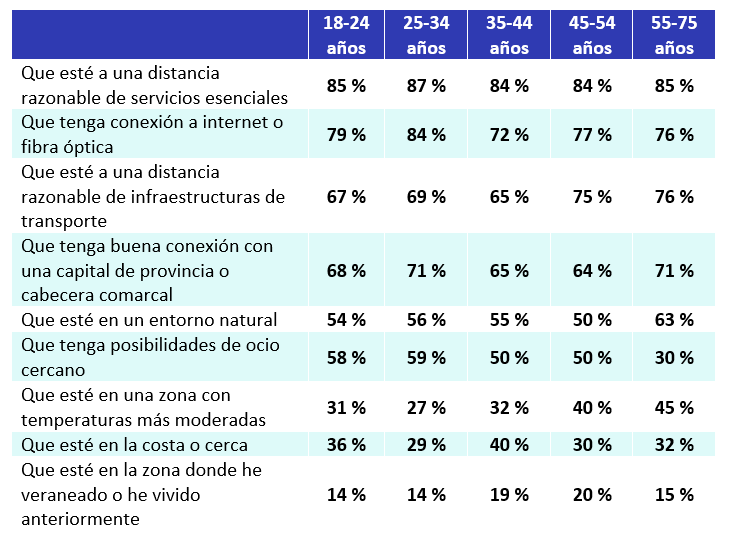 18-24 25-34 35-44 45-54 55-75
años años años años años
Que esté a una distancia
razonable de servicios esenciales 85 % 87 % 84 % 84 % 85 %
Que tenga conexión a internet o
fibra óptica 79 % 84 % 72 % 77 % 76 %
Que esté a una distancia
razonable de infraestructuras de 67 % 69 % 65 % 75 % 76 %
transporte
Que tenga buena conexión con
una capital de provincia o 68 % 71 % 65 % 64 % 71 %
cabecera comarcal
Que esté en un entorno natural 54 % 56 % 55 % 50 % 63 %
Que tenga posibilidades de ocio
cercano 58 % 59 % 50 % 50 % 30 %
Que esté en una zona con
temperaturas más moderadas 31 % 27 % 32 % 40 % 45 %
Que esté en la costa o cerca 36 % 29 % 40 % 30 % 32 %
Que esté en la zona donde he
veraneado o he vivido 14 % 14 % 19 % 20 % 15 %
anteriormente